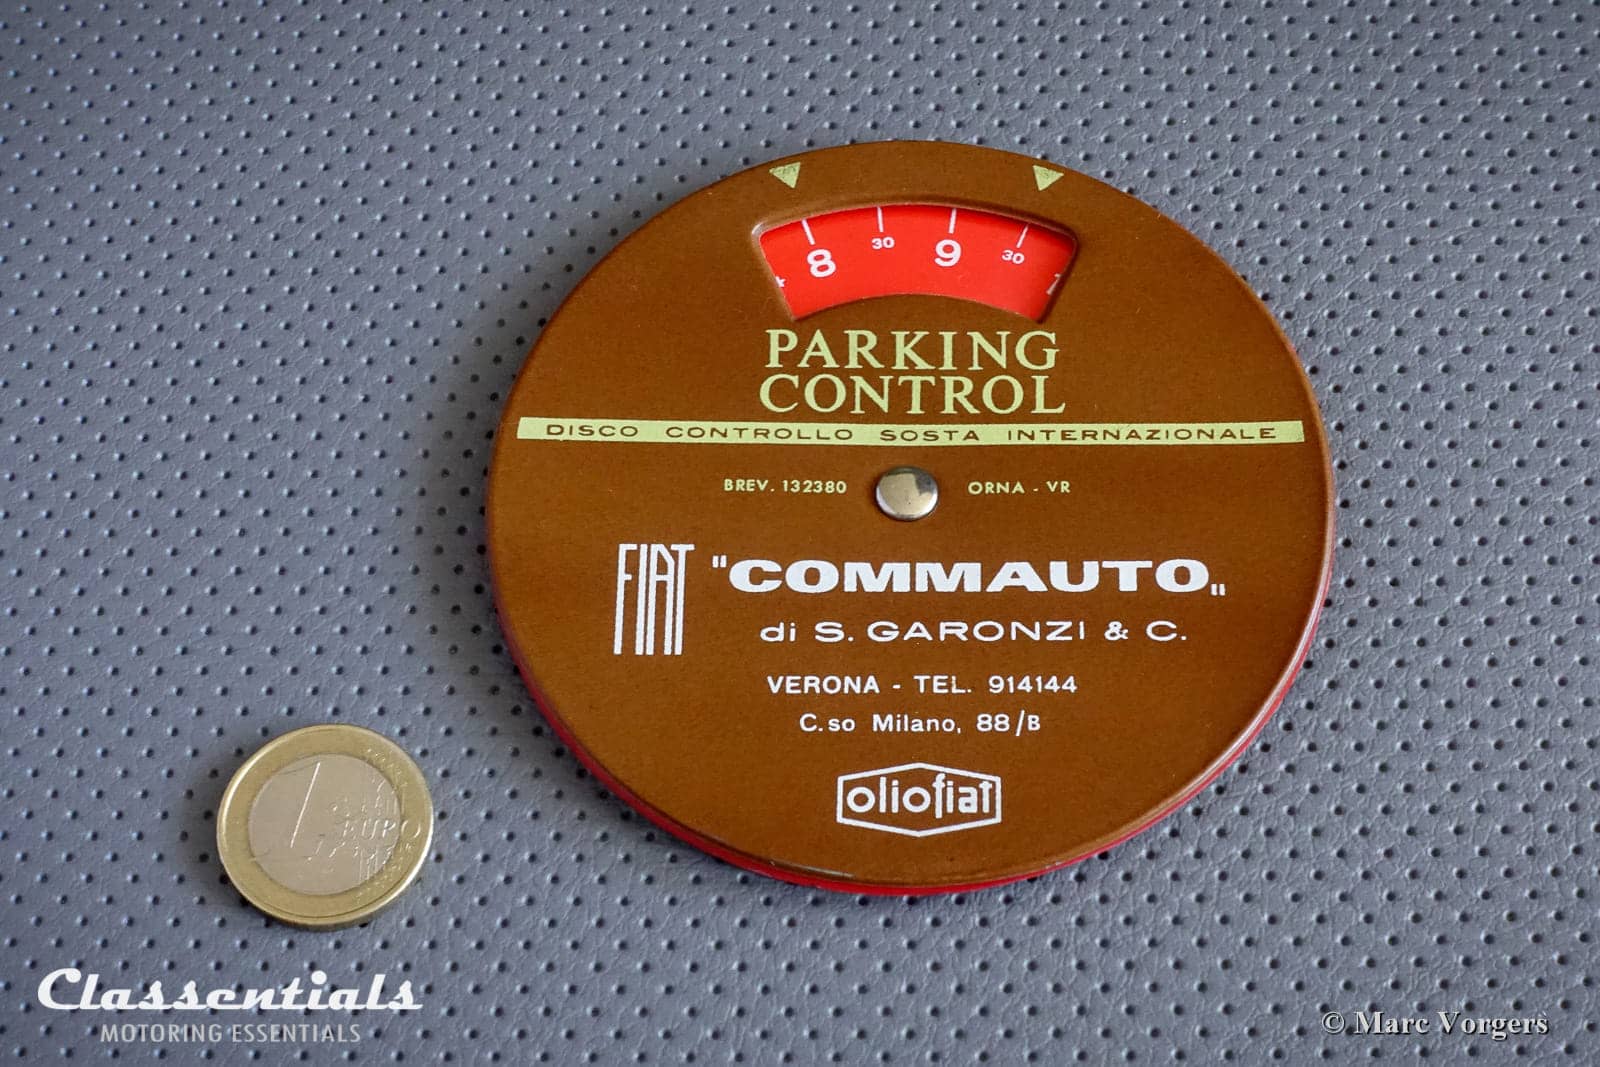 8 30 9 30
PARKING
CONTROL
DISCO CONTROLLO SOSTA INTERNAZIONALE
BREV. 132380 ORNA - VR
FIAT "COMMAUTO„
di S. GARONZI & C.
VERONA - TEL. 914144
C.so Milano, 88/B
oliofiat
1 EURO
Classentials
MOTORING ESSENTIALS
© Marc Vorgers